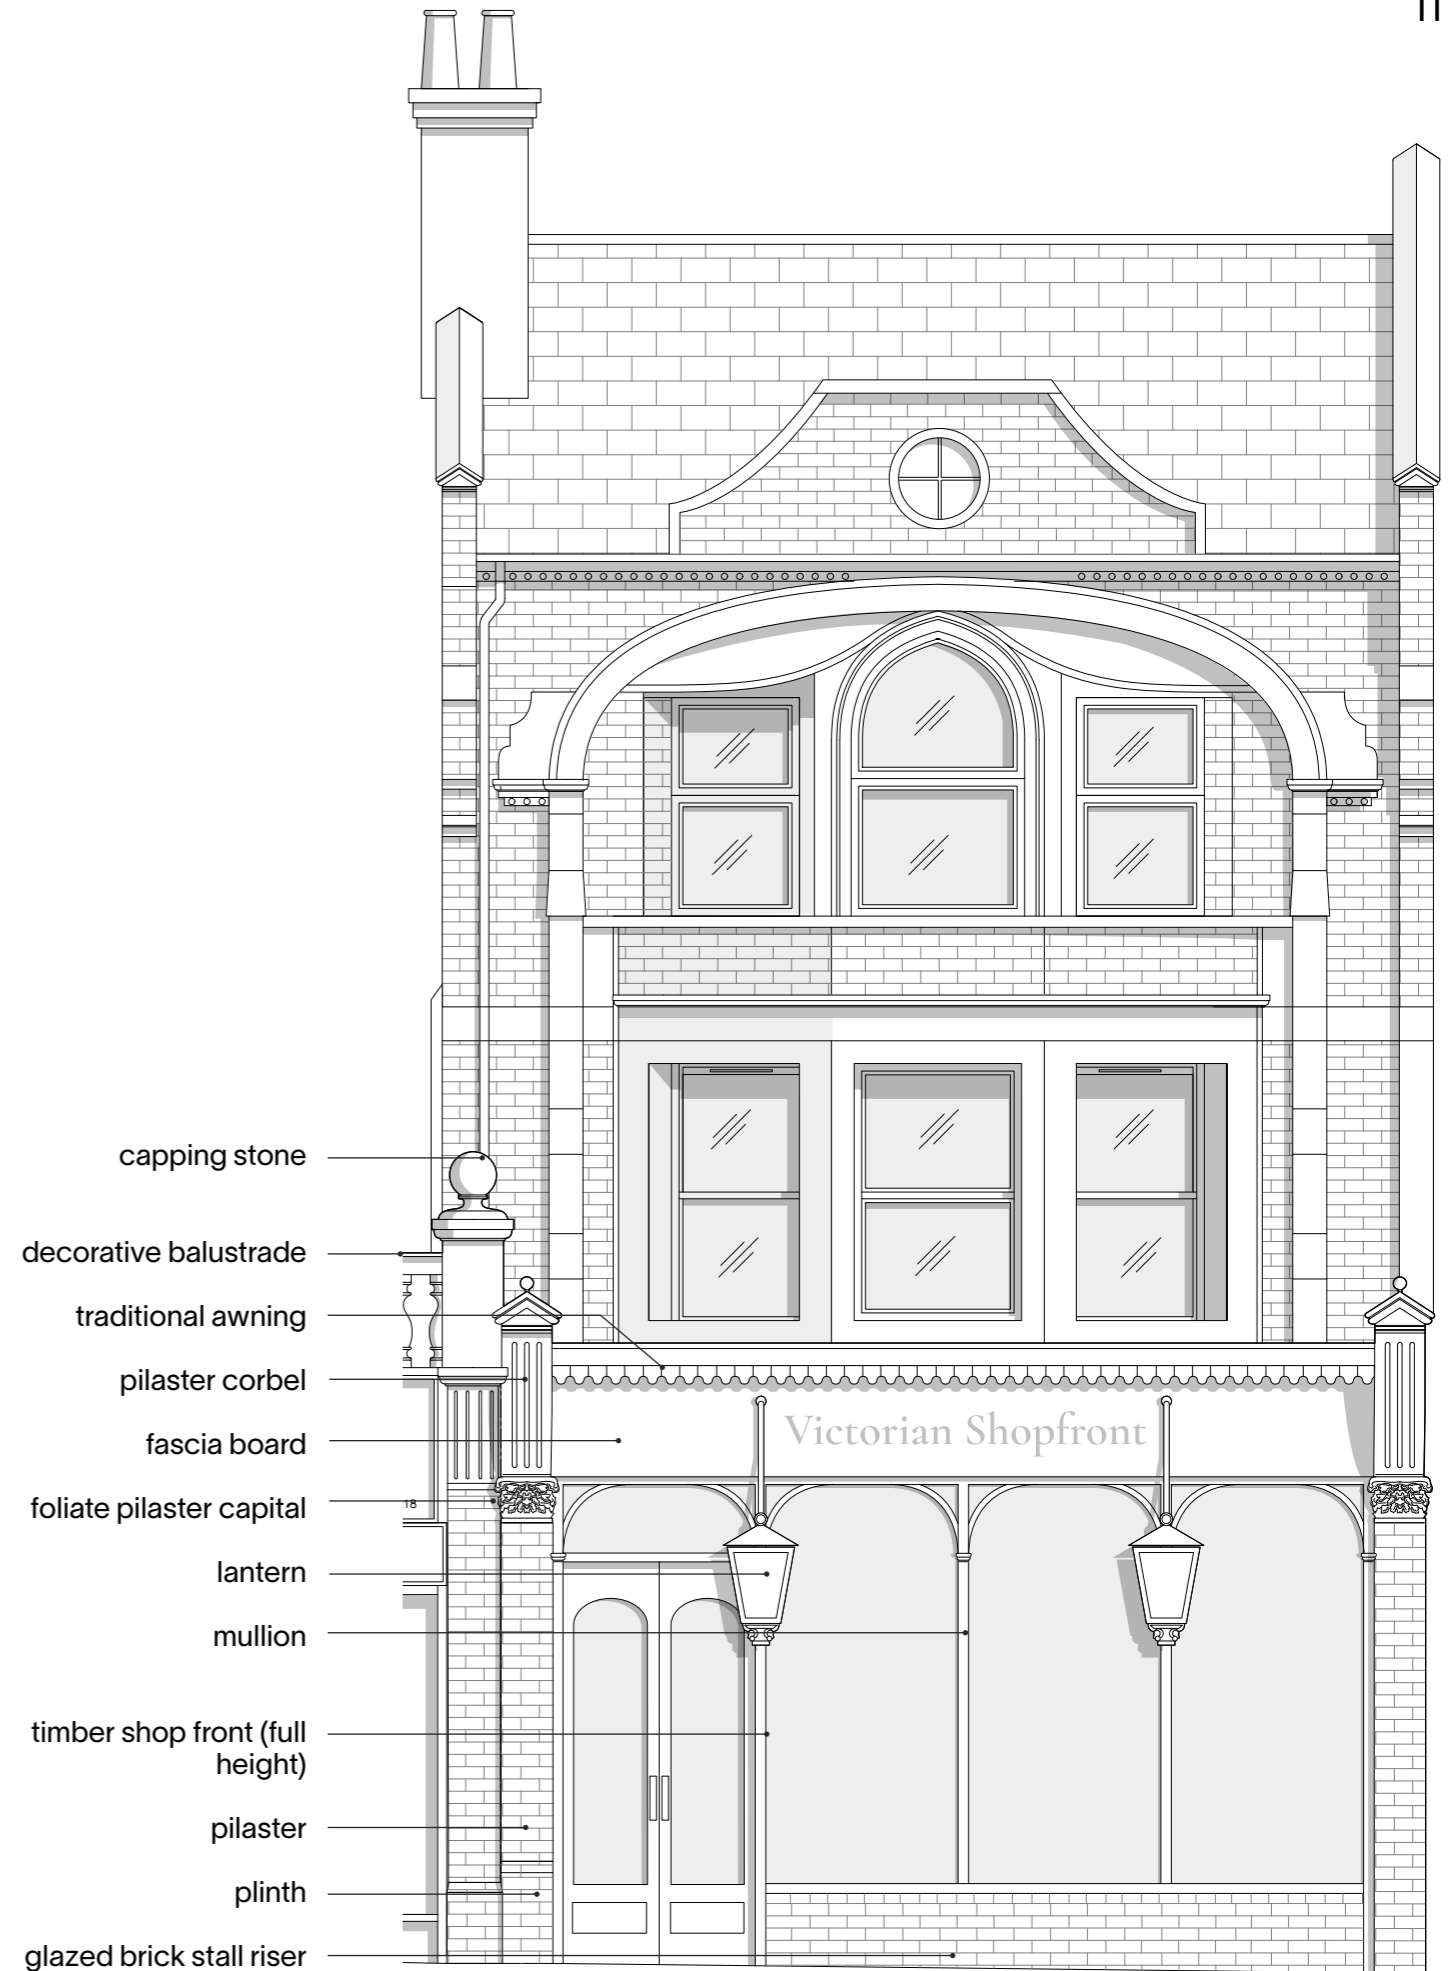 11
capping stone
decorative balustrade
traditional awning
pilaster corbel
fascia board
Victorian Shopfront
foliate pilaster capital
18
lantern
mullion
timber shop front (full
height)
pilaster
plinth
glazed brick stall riser